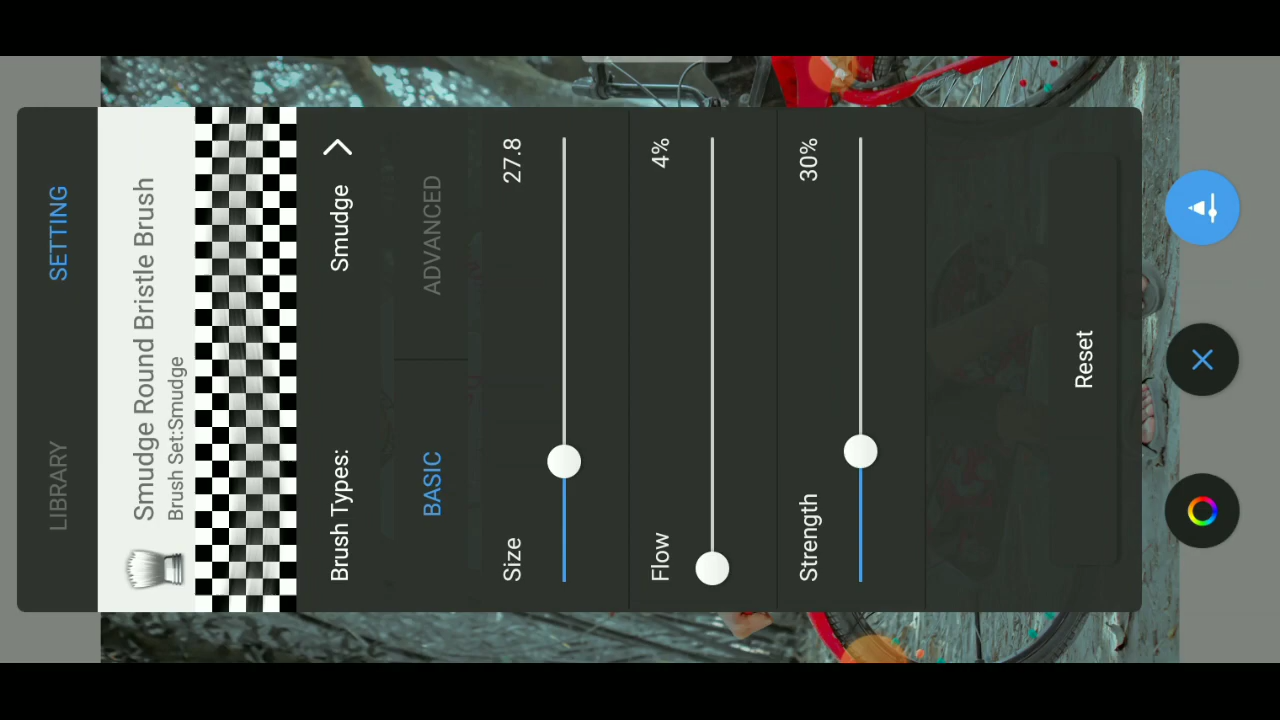 LIBRARY SETTING
Smudge Round Bristle Brush
Brush Set:Smudge
Brush Types: Smudge
BASIC ADVANCED
Size 27.8
Flow 4%
Strength 30%
Reset